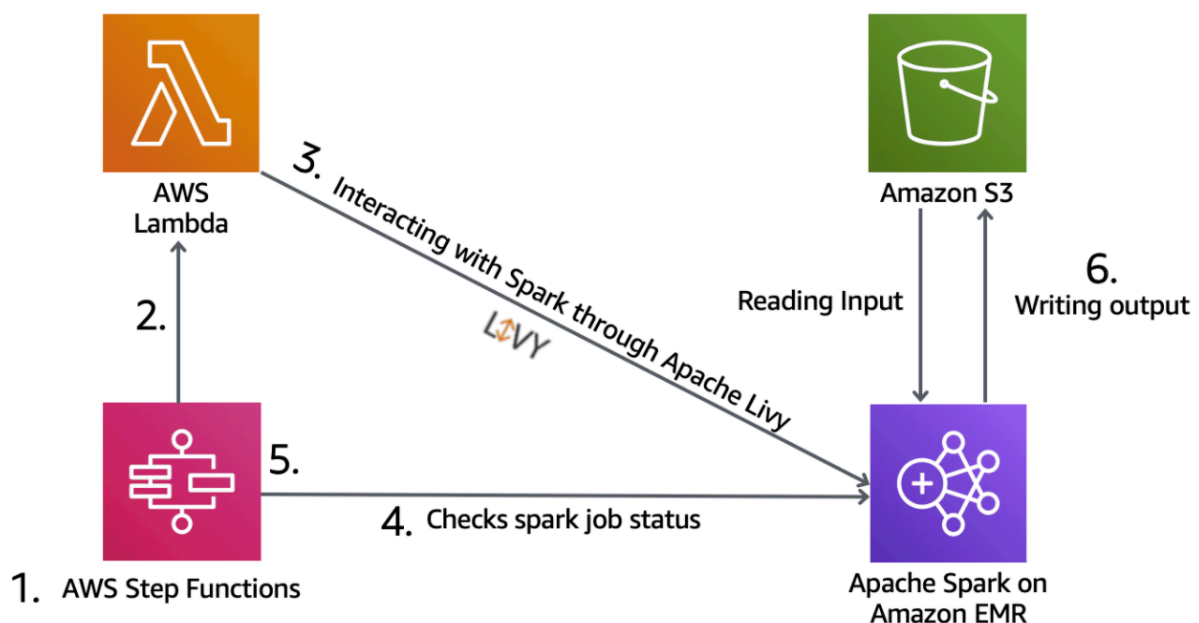 AWS
Lambda
Amazon S3
3. Interacting with Spark through Apache Livy
LIVY
2.
Reading Input
6.
Writing output
5.
4. Checks spark job status
1. AWS Step Functions
Apache Spark on
Amazon EMR